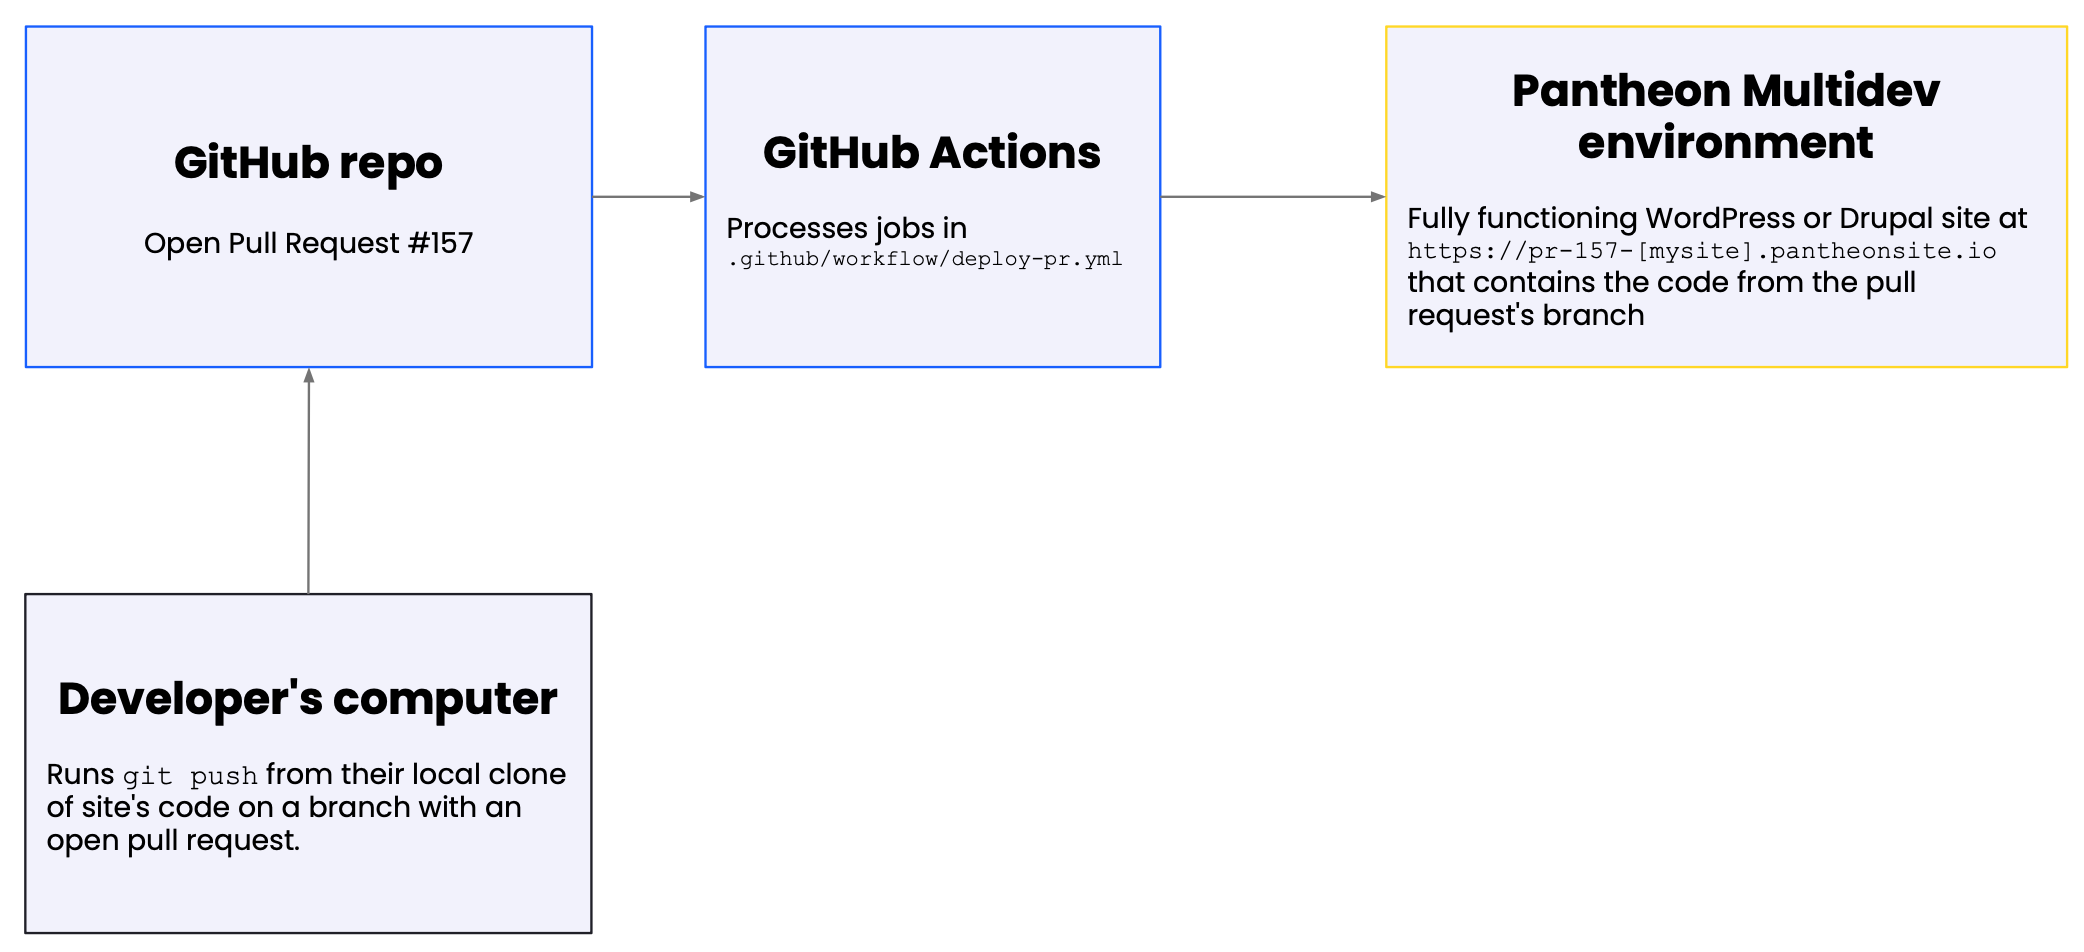 GitHub repo
Open Pull Request #157
GitHub Actions
Processes jobs in
.github/workflow/deploy-pr.yml
Pantheon Multidev
environment
Fully functioning WordPress or Drupal site at
https://pr-157-[mysite].pantheonsite.io
that contains the code from the pull
request's branch
Developer's computer
Runs git push from their local clone
of site's code on a branch with an
open pull request.